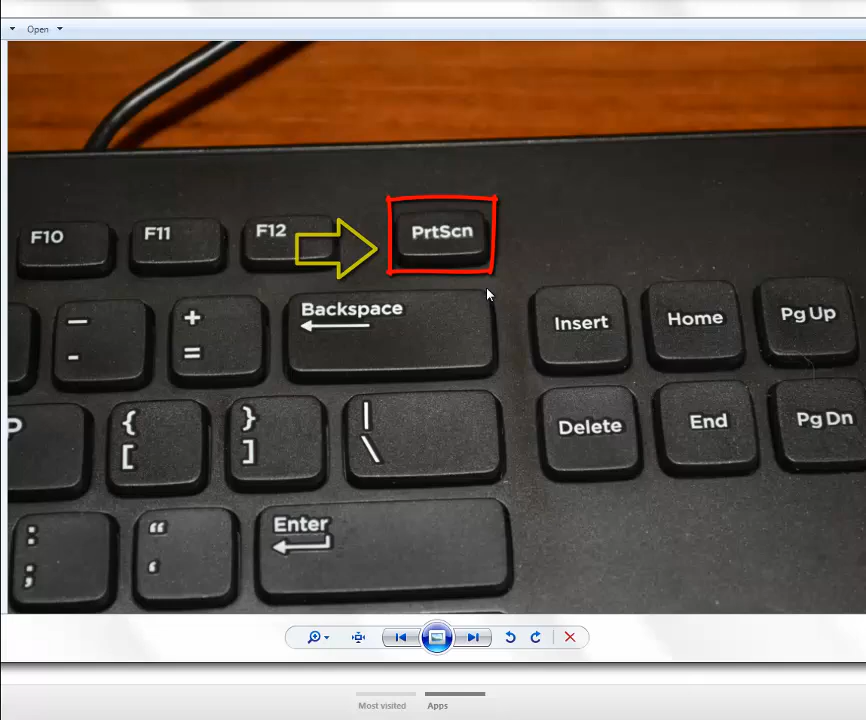 Open
F10 F11 F12 PrtScn
— + Backspace Insert Home Pg Up
- =
P { } | Delete End Pg Dn
[ ] \
: “ Enter
; ‘
Most visited Apps